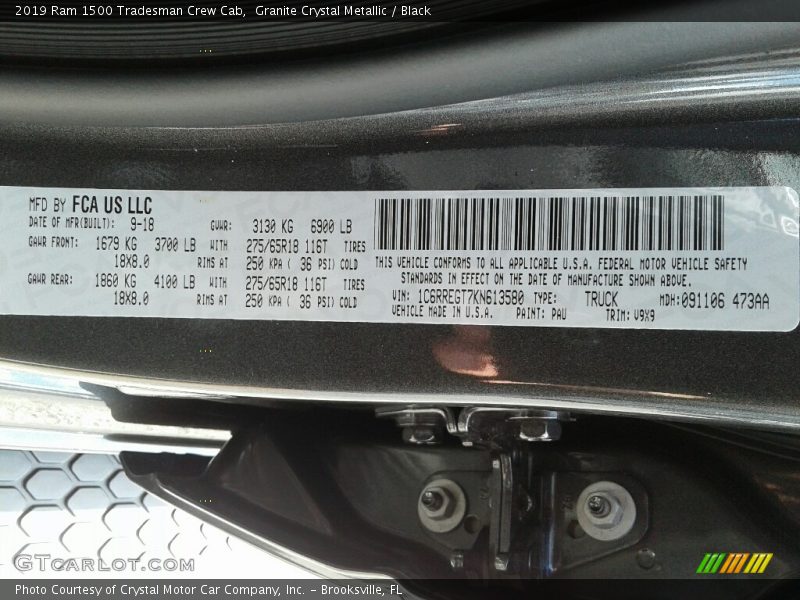 2019 Ram 1500 Tradesman Crew Cab,  Granite Crystal Metallic / Black
MFD BY FCA US LLC
DATE OF MFR(BUILT): 9-18 GVWR: 3130 KG 6900 LB
GAWR FRONT: 1679 KG 3700 LB WITH 275/65R18 116T TIRES
18X8.0 RIMS AT 250 KPA ( 36 PSI) COLD
GAWR REAR: 1860 KG 4100 LB WITH 275/65R18 116T TIRES
18X8.0 RIMS AT 250 KPA ( 36 PSI) COLD
THIS VEHICLE CONFORMS TO ALL APPLICABLE U.S.A. FEDERAL MOTOR VEHICLE SAFETY
STANDARDS IN EFFECT ON THE DATE OF MANUFACTURE SHOWN ABOVE.
VIN: 1C6RREGT7KN613580 TYPE: TRUCK MDH:091106 473AA
VEHICLE MADE IN U.S.A. PAINT: PAU TRIM: V9X9
GTCARLOT.COM
Photo Courtesy of Crystal Motor Car Company, Inc. – Brooksville, FL